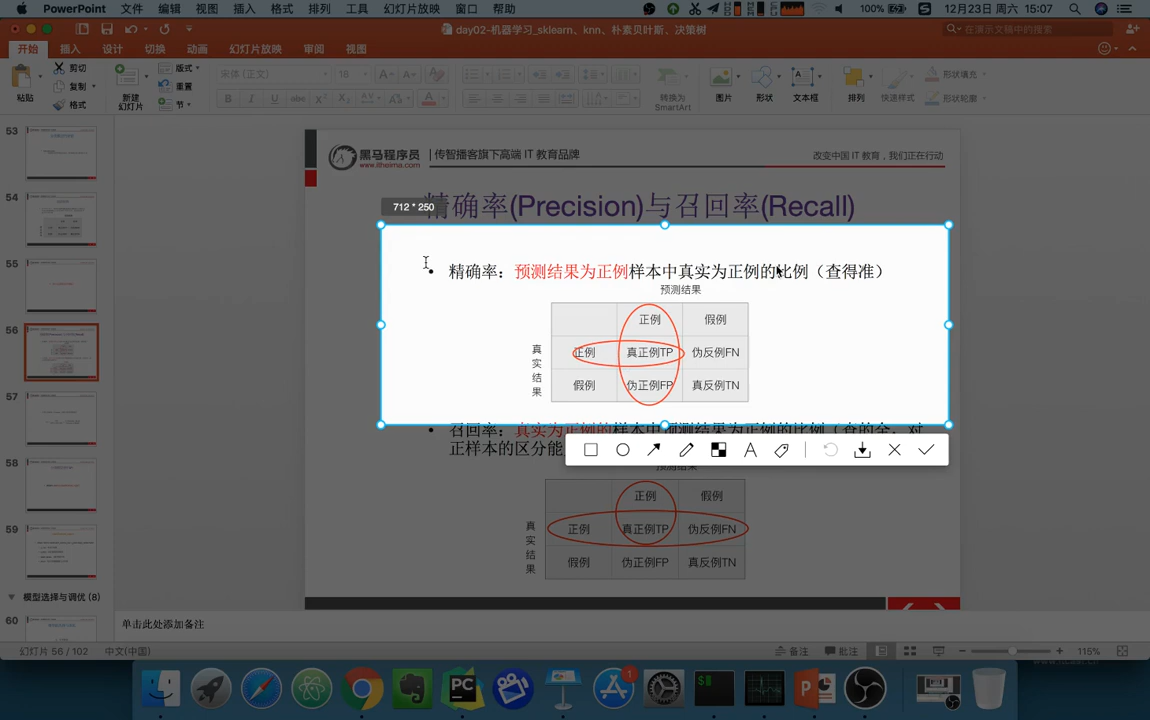 PowerPoint 文件 编辑 视图 插入 格式 排列 工具 幻灯片放映 窗口 帮助 100% 12月23日 周六 15:07
day02-机器学习_sklearn、knn、朴素贝叶斯、决策树 在演示文稿中搜索
开始 插入 设计 切换 动画 幻灯片放映 审阅 视图
粘贴 剪切 复制 格式 新建 幻灯片 版式 重置 节 宋体 (正文) 16
转换为 SmartArt 图片 形状 文本框 排列 快速样式 形状填充 形状轮廓
53
54
55
56
57
58
59
模型选择与调优 (8)
60
黑马程序员 传智播客旗下高端 IT 教育品牌 改变中国 IT 教育，我们正在行动
www.itheima.com
精确率(Precision)与召回率(Recall)
712 * 250
• 精确率：预测结果为正例样本中真实为正例的比例（查得准）
预测结果
正例 假例
真实结果
正例 真正例TP 伪反例FN
假例 伪正例FP 真反例TN
• 召回率：真实为正例的样本中预测结果为正例的比例（查的全，对
正样本的区分能
预测结果
正例 假例
真实结果
正例 真正例TP 伪反例FN
假例 伪正例FP 真反例TN
单击此处添加备注
幻灯片 56 / 102 中文(中国) 备注 批注 115%